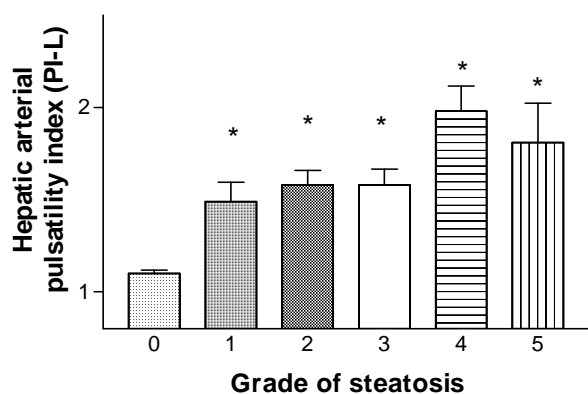 Hepatic arterial
pulsatility index (PI-L)
2
1
* * * * *
0 1 2 3 4 5
Grade of steatosis